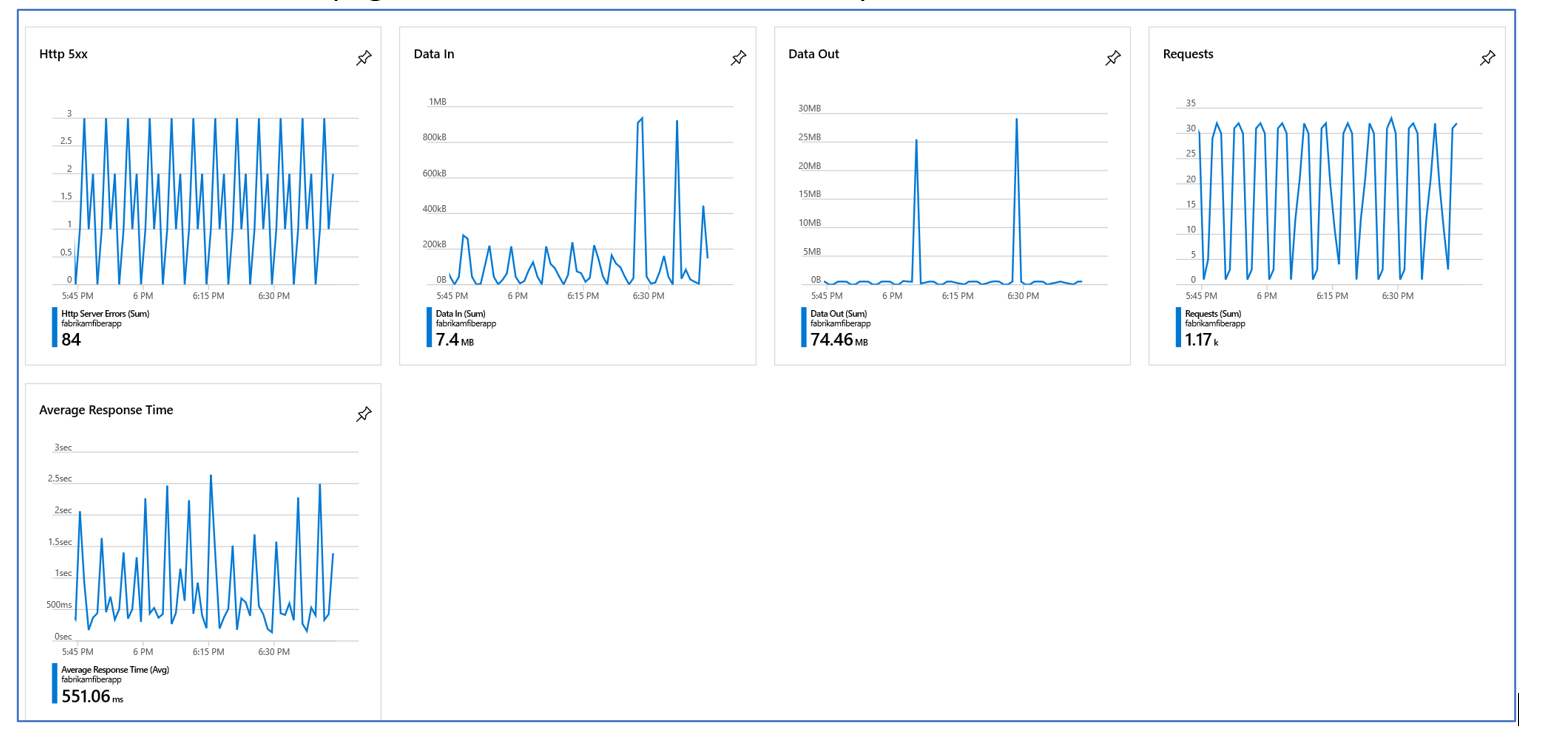 Http 5xx
3
2.5
2
1.5
1
0.5
0
5:45 PM 6 PM 6:15 PM 6:30 PM
Http Server Errors (Sum)
fabrikamfiberapp
84
Data In
1MB
800kB
600kB
400kB
200kB
0B
5:45 PM 6 PM 6:15 PM 6:30 PM
Data In (Sum)
fabrikamfiberapp
7.4 MB
Data Out
30MB
25MB
20MB
15MB
10MB
5MB
0B
5:45 PM 6 PM 6:15 PM 6:30 PM
Data Out (Sum)
fabrikamfiberapp
74.46 MB
Requests
35
30
25
20
15
10
5
0
5:45 PM 6 PM 6:15 PM 6:30 PM
Requests (Sum)
fabrikamfiberapp
1.17 k
Average Response Time
3sec
2.5sec
2sec
1.5sec
1sec
500ms
0sec
5:45 PM 6 PM 6:15 PM 6:30 PM
Average Response Time (Avg)
fabrikamfiberapp
551.06 ms